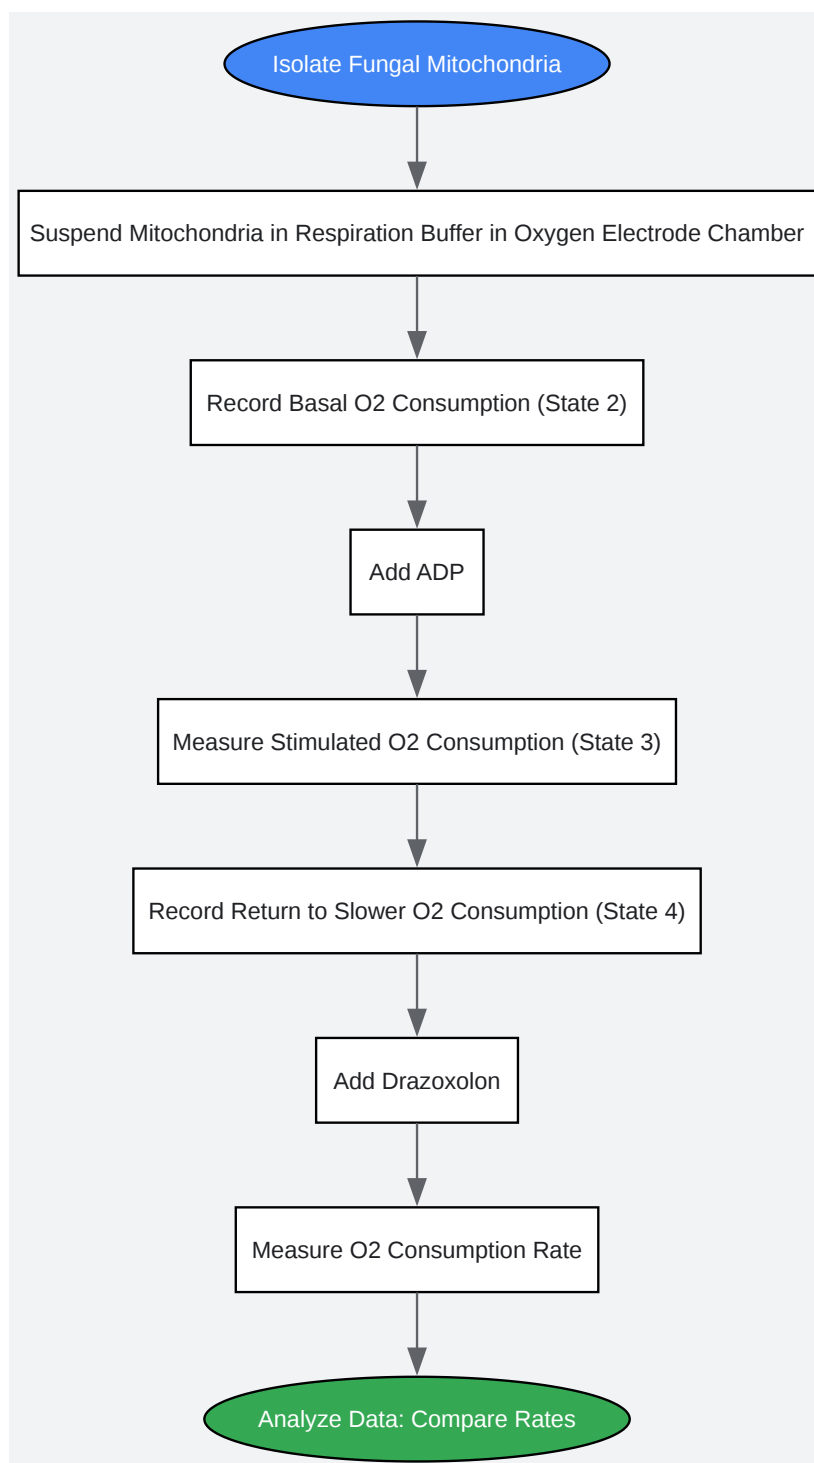 Isolate Fungal Mitochondria
Suspend Mitochondria in Respiration Buffer in Oxygen Electrode Chamber
Record Basal O2 Consumption (State 2)
Add ADP
Measure Stimulated O2 Consumption (State 3)
Record Return to Slower O2 Consumption (State 4)
Add Drazoxolon
Measure O2 Consumption Rate
Analyze Data: Compare Rates